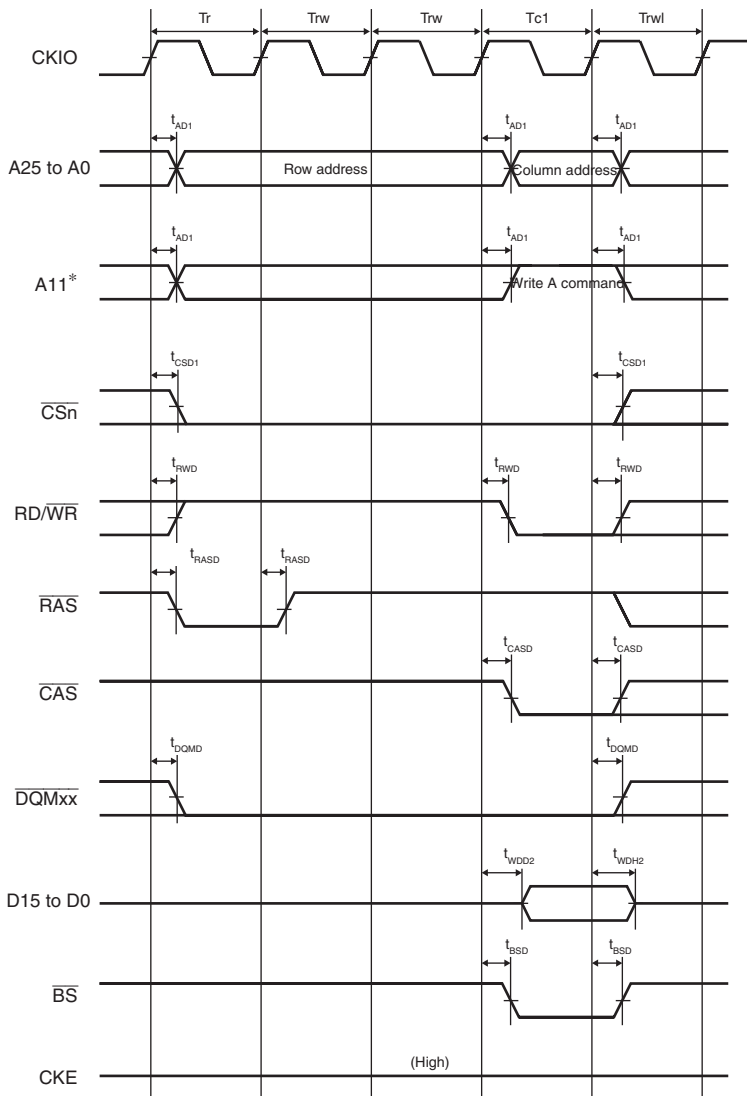 Tr Trw Trw Tc1 Trwl
CKIO
tAD1 tAD1 tAD1
A25 to A0 Row address Column address
tAD1 tAD1 tAD1
A11* Write A command
tCSD1 tCSD1
CSn
tRWD tRWD tRWD
RD/WR
tRASD tRASD
RAS
tCASD tCASD
CAS
tDQMD tDQMD
DQMxx
tWDD2 tWDH2
D15 to D0
tBSD tBSD
BS
(High)
CKE